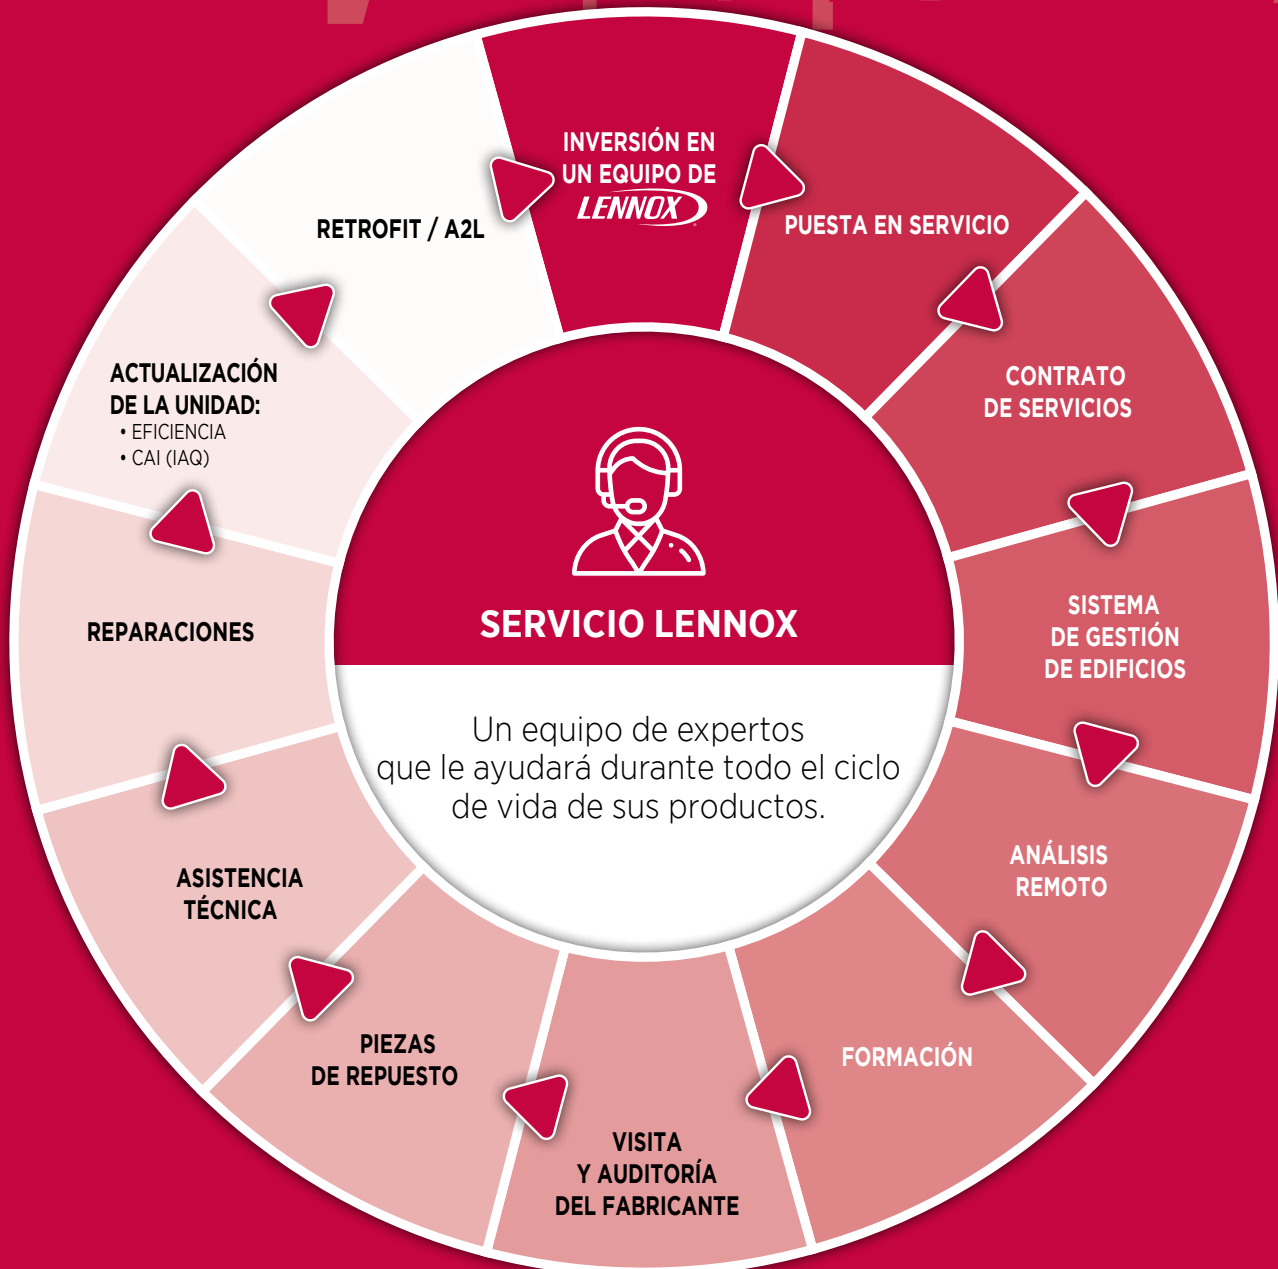 INVERSIÓN EN
UN EQUIPO DE
LENNOX
PUESTA EN SERVICIO
CONTRATO
DE SERVICIOS
SISTEMA
DE GESTIÓN
DE EDIFICIOS
ANÁLISIS
REMOTO
FORMACIÓN
VISITA
Y AUDITORÍA
DEL FABRICANTE
PIEZAS
DE REPUESTO
ASISTENCIA
TÉCNICA
REPARACIONES
ACTUALIZACIÓN
DE LA UNIDAD:
• EFICIENCIA
• CAI (IAQ)
RETROFIT / A2L
SERVICIO LENNOX
Un equipo de expertos
que le ayudará durante todo el ciclo
de vida de sus productos.